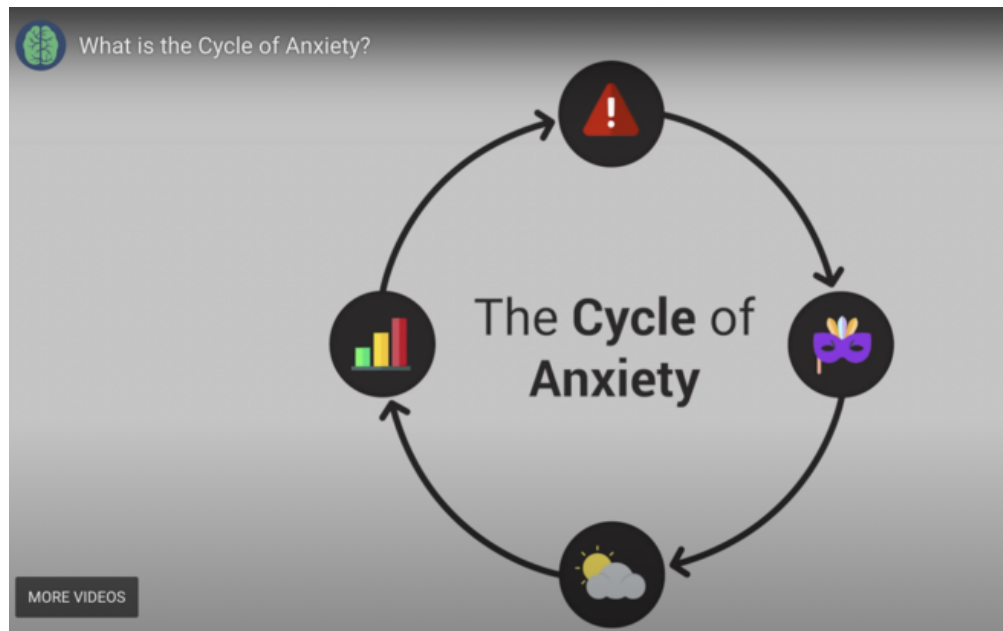 What is the Cycle of Anxiety?
The Cycle of
Anxiety
MORE VIDEOS